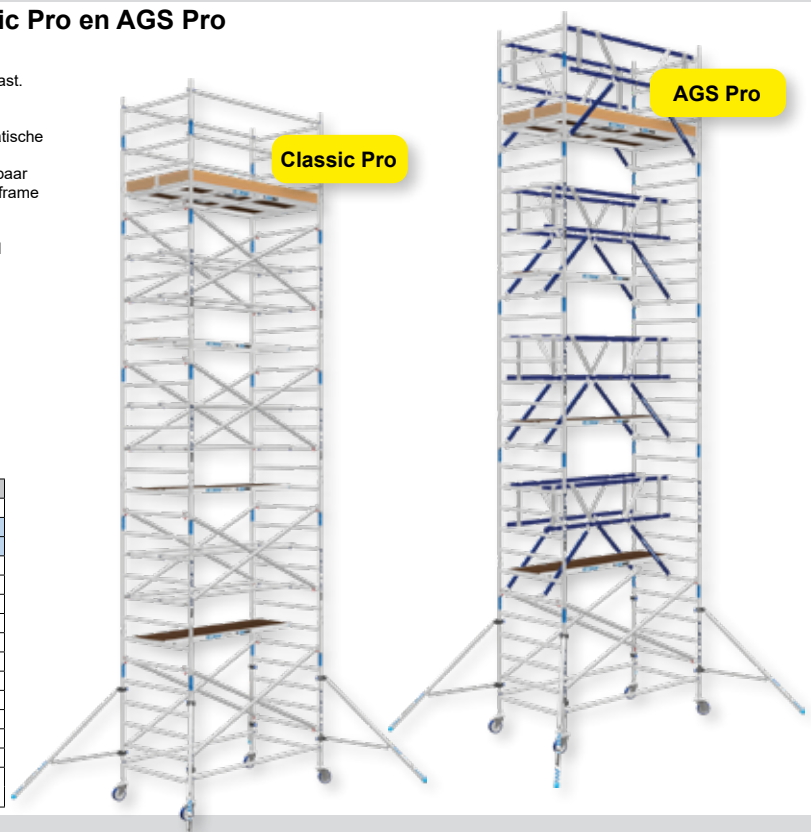 ic Pro en AGS Pro
ast.
tische
baar
frame
Classic Pro
AGS Pro